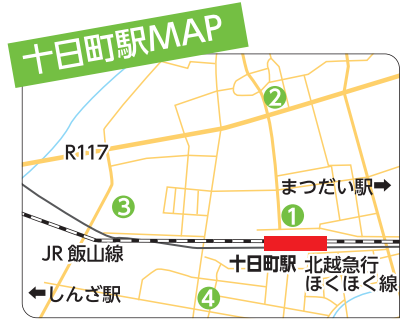 十日町駅MAP
②
R117
まつだい駅➡
③
①
JR 飯山線
十日町駅
北越急行
ほくほく線
⬅しんざ駅
④